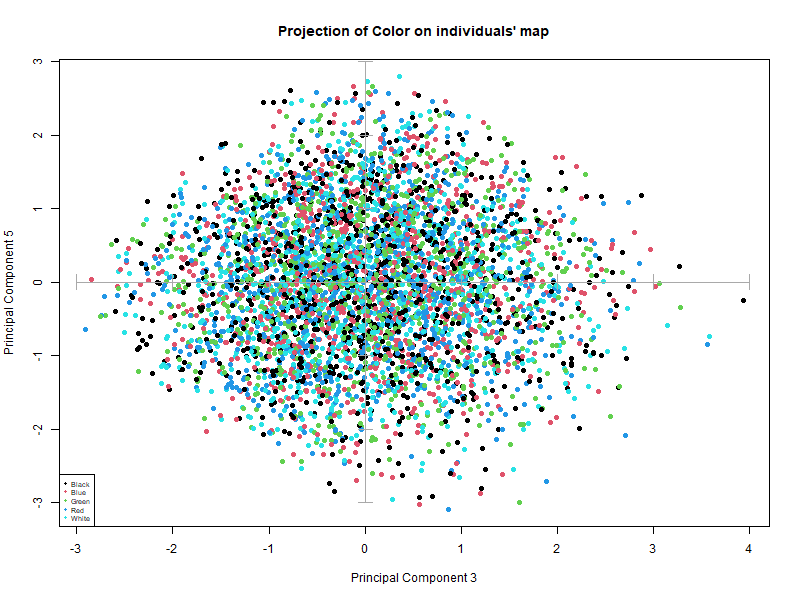 Projection of Color on individuals' map
Principal Component 5
3
2
1
0
-1
-2
-3
Black
Blue
Green
Red
White
-3
-2
-1
0
1
2
3
4
Principal Component 3